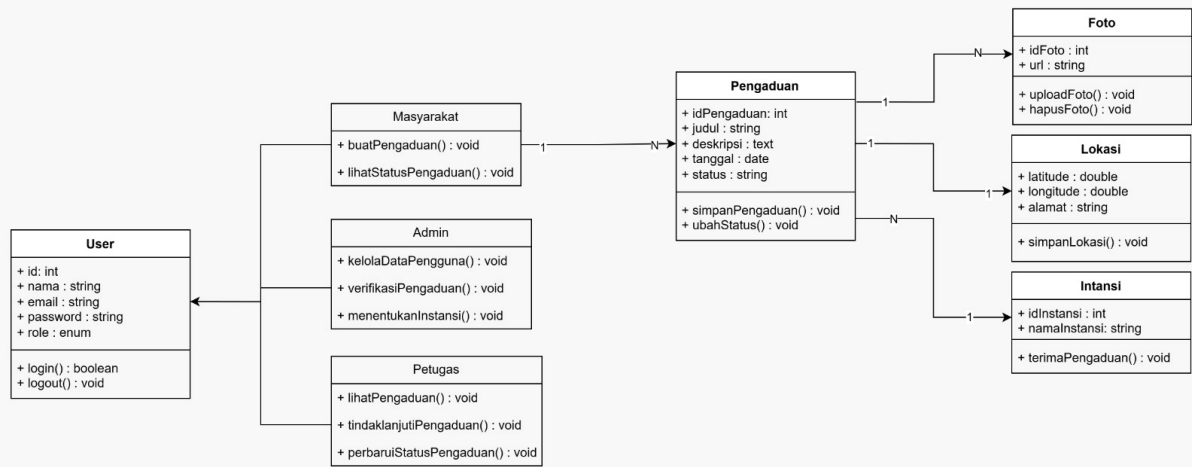 User
+ id: int
+ nama : string
+ email : string
+ password : string
+ role : enum
+ login() : boolean
+ logout() : void
Masyarakat
+ buatPengaduan() : void
+ lihatStatusPengaduan() : void
Admin
+ kelolaDataPengguna() : void
+ verifikasiPengaduan() : void
+ menentukanInstansi() : void
Petugas
+ lihatPengaduan() : void
+ tindaklanjutiPengaduan() : void
+ perbaruiStatusPengaduan() : void
1
N
Pengaduan
+ idPengaduan: int
+ judul : string
+ deskripsi : text
+ tanggal : date
+ status : string
+ simpanPengaduan() : void
+ ubahStatus() : void
1
N
1
1
N
1
Foto
+ idFoto : int
+ url : string
+ uploadFoto() : void
+ hapusFoto() : void
Lokasi
+ latitude : double
+ longitude : double
+ alamat : string
+ simpanLokasi() : void
Intansi
+ idInstansi : int
+ namaInstansi: string
+ terimaPengaduan() : void